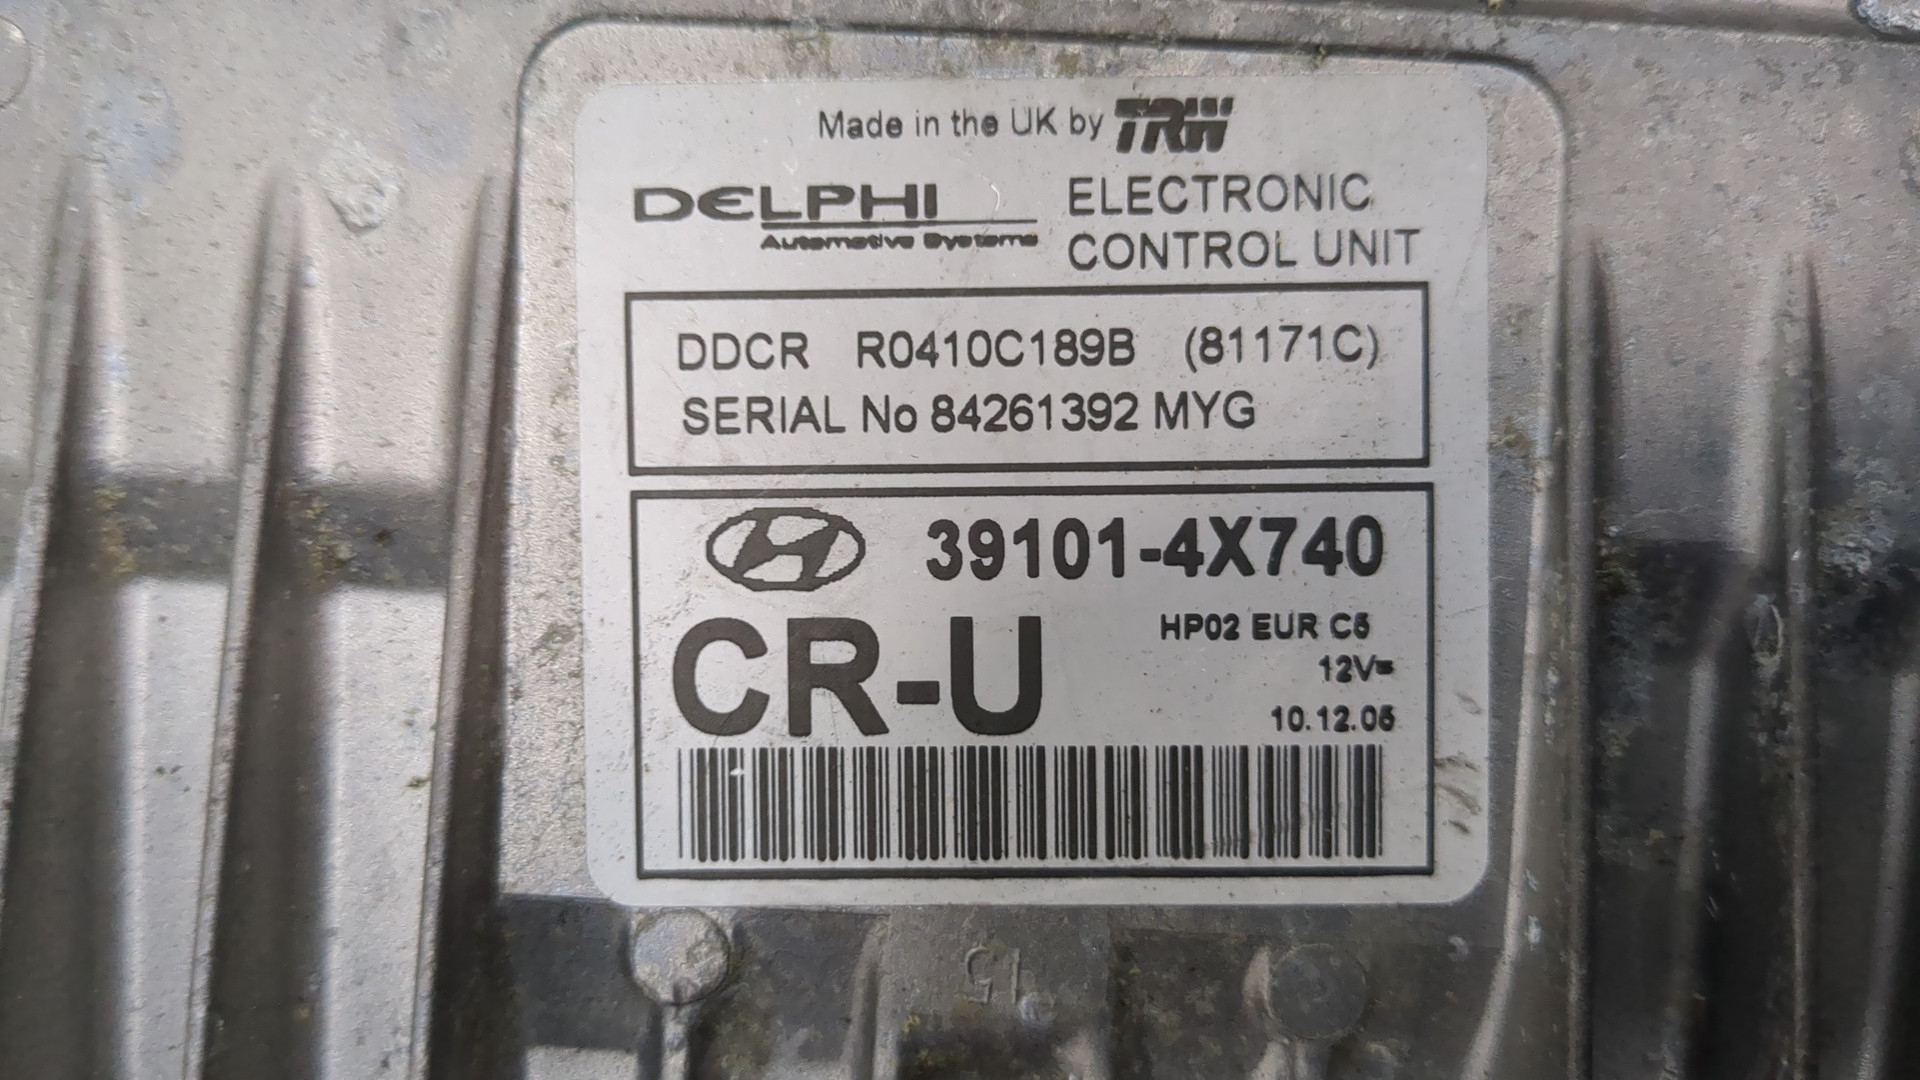 Made in the UK by TRW
DELPHI
Automotive Systems
ELECTRONIC
CONTROL UNIT
DDCR R0410C189B (81171C)
SERIAL No 84261392 MYG
39101-4X740
CR-U
HP02 EUR C5
12V=
10.12.06
15